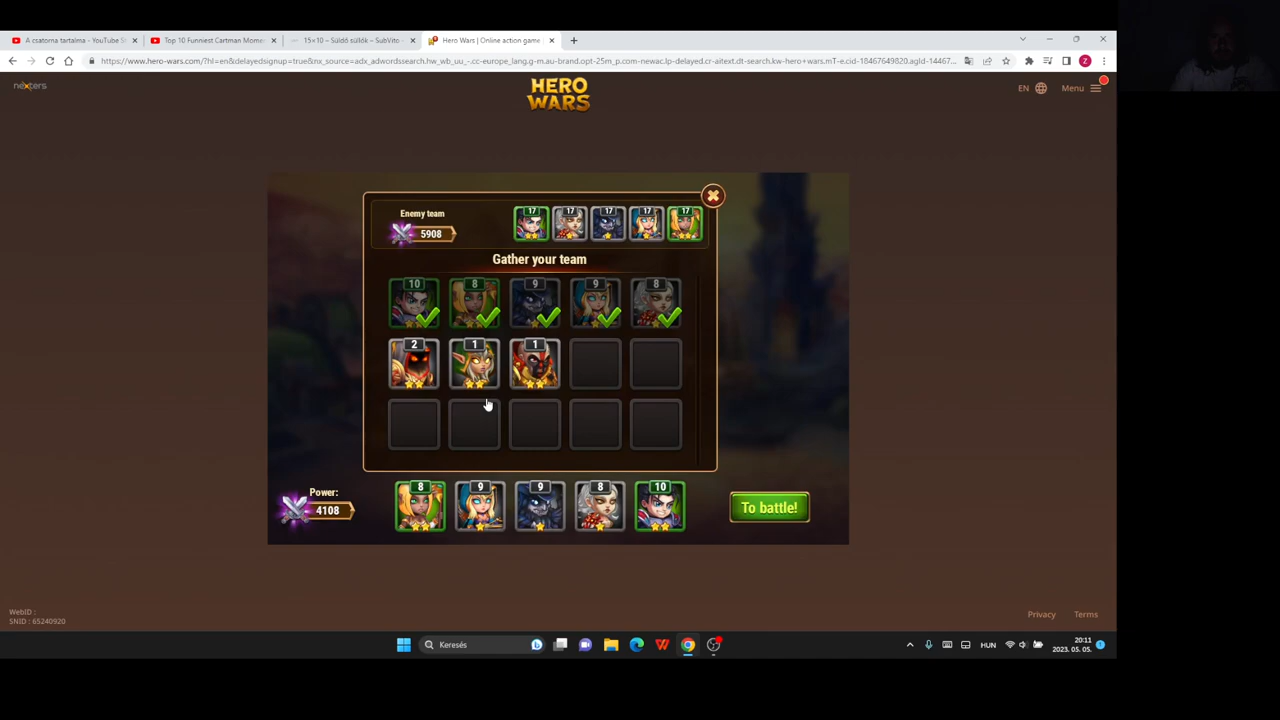 A csatorna tartalma - YouTube S
Top 10 Funniest Cartman Mome
15×10 – Süldő süllők – SubVito -
Hero Wars | Online action game
https://www.hero-wars.com/?hl=en&delayedsignup=true&nx_source=adx_adwordssearch.hw_wb_uu_-.cc-europe_lang.g-m.au-brand.opt-25m_p.com-newac.lp-delayed.cr-aitext.dt-search.kw-hero+wars.mT-e.cid-18467649820.agId-14467...
Z
nexters
HERO
WARS
EN
Menu
Enemy team
5908
17 17 17 17 17
Gather your team
10 8 9 9 8
2 1 1
Power:
4108
8 9 9 8 10
To battle!
WebID :
SNID : 65240920
Privacy
Terms
Keresés
HUN
20:11
2023. 05. 05.